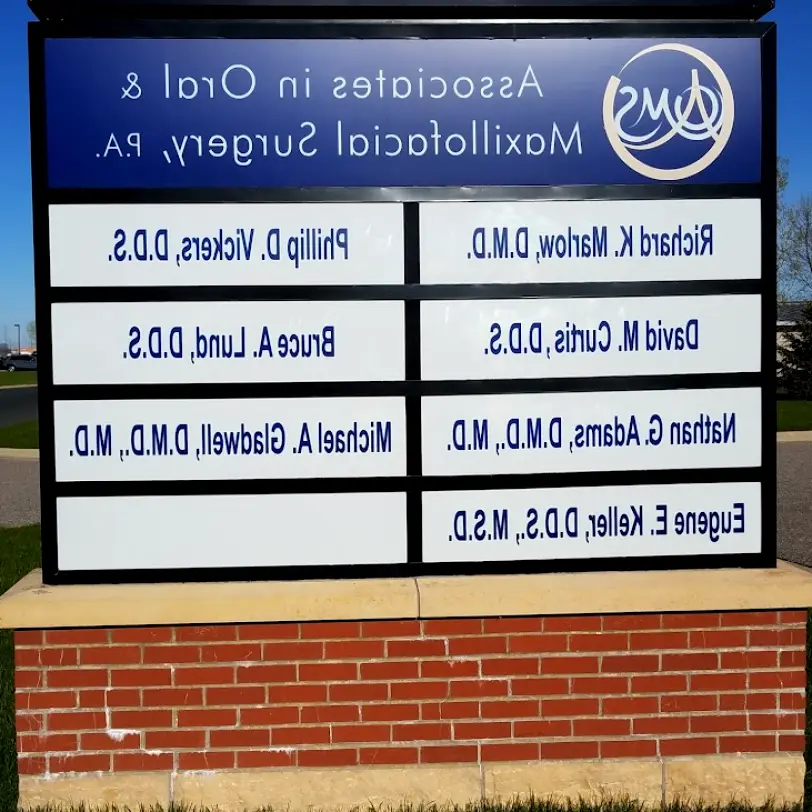 AOMS
Associates in Oral &
Maxillofacial Surgery, P.A.
Richard K. Marlow, D.M.D.
Phillip D. Vickers, D.D.S.
David M. Curtis, D.D.S.
Bruce A. Lund, D.D.S.
Nathan G. Adams, D.M.D., M.D.
Michael A. Gladwell, D.M.D., M.D.
Eugene E. Keller, D.D.S., M.S.D.